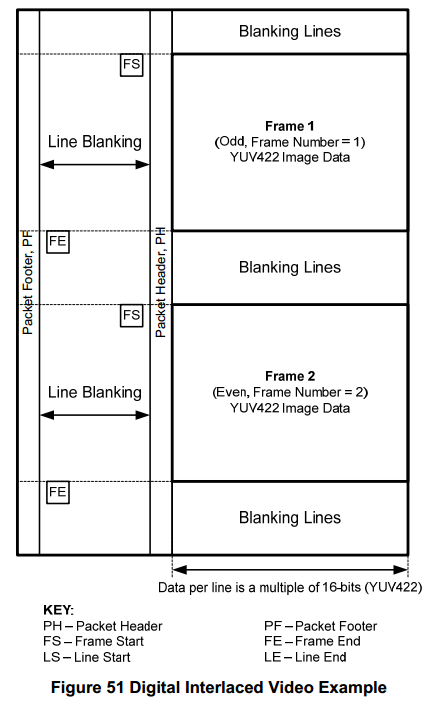 Blanking Lines
FS
Frame 1
(Odd, Frame Number = 1)
YUV422 Image Data
Line Blanking
Packet Footer, PF
Packet Header, PH
FE
Blanking Lines
FS
Frame 2
(Even, Frame Number = 2)
YUV422 Image Data
Line Blanking
FE
Blanking Lines
Data per line is a multiple of 16-bits (YUV422)
KEY:
PH – Packet Header
PF – Packet Footer
FS – Frame Start
FE – Frame End
LS – Line Start
LE – Line End
Figure 51 Digital Interlaced Video Example